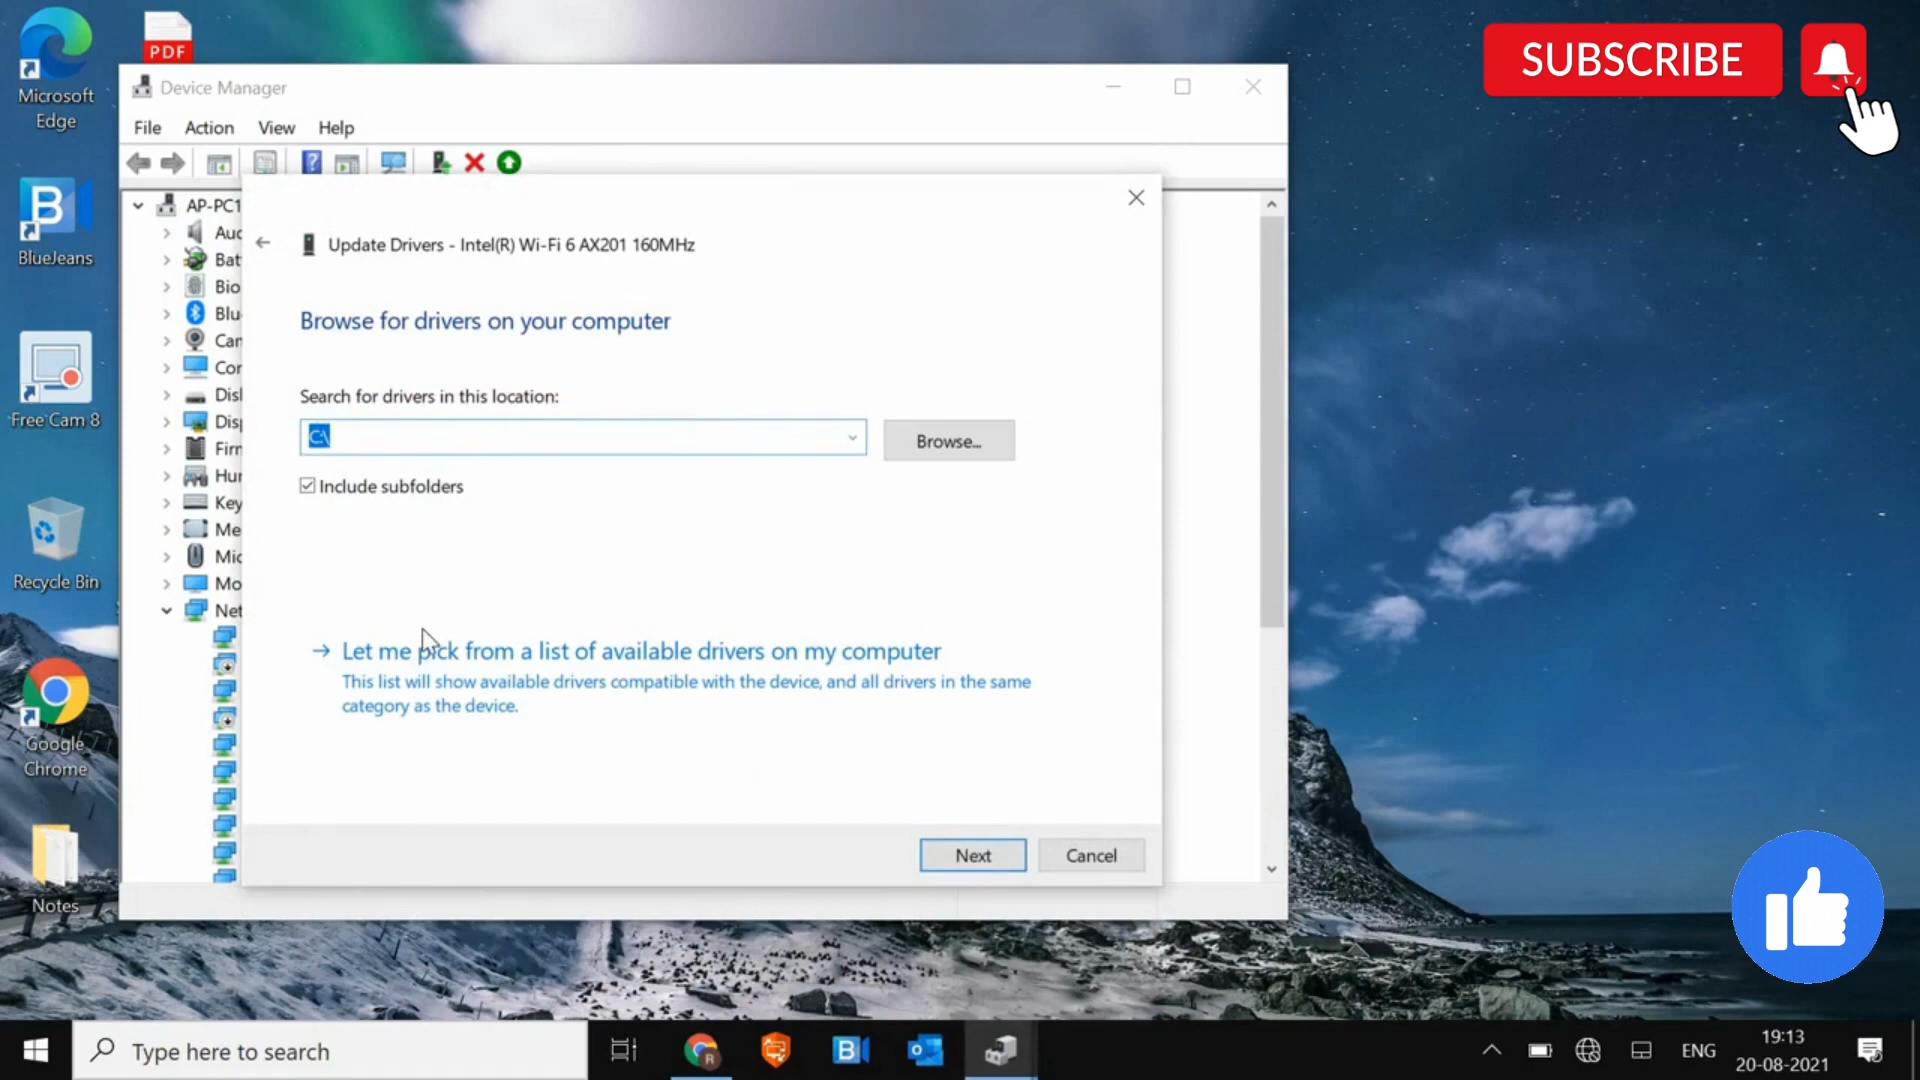 Microsoft
Edge
PDF
BlueJeans
Free Cam 8
Recycle Bin
Google
Chrome
Notes
Device Manager
File Action View Help
AP-PC1
Aud
Bat
Bio
Blu
Can
Con
Disk
Disp
Firn
Hun
Key
Me
Mic
Mo
Net
Update Drivers - Intel(R) Wi-Fi 6 AX201 160MHz
Browse for drivers on your computer
Search for drivers in this location:
C:\
Browse...
Include subfolders
Let me pick from a list of available drivers on my computer
This list will show available drivers compatible with the device, and all drivers in the same
category as the device.
Next
Cancel
SUBSCRIBE
Type here to search
ENG
19:13
20-08-2021